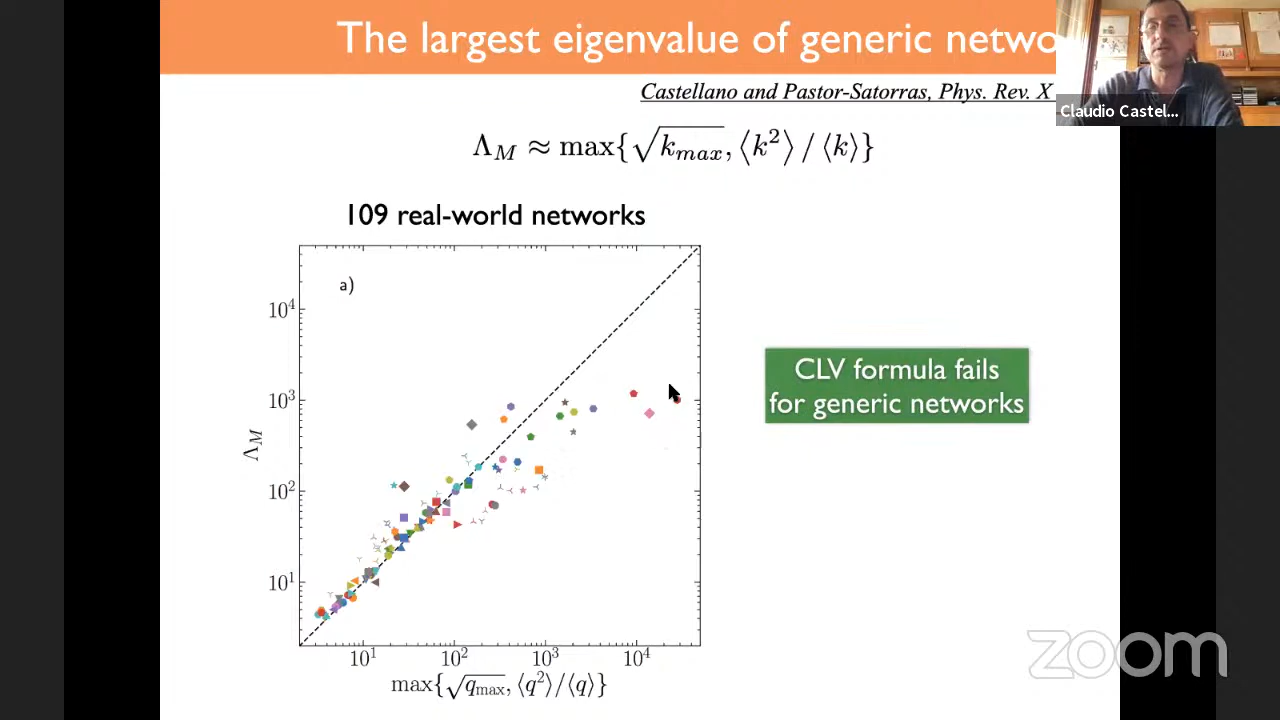 The largest eigenvalue of generic netwo
Castellano and Pastor-Satorras, Phys. Rev. X
Claudio Castel...
Λ_M ≈ max{√k_max, ⟨k²⟩ / ⟨k⟩}
109 real-world networks
a)
10⁴
10³
10²
10¹
Λ_M
10¹ 10² 10³ 10⁴
max{√q_max, ⟨q²⟩/⟨q⟩}
CLV formula fails
for generic networks
zoom